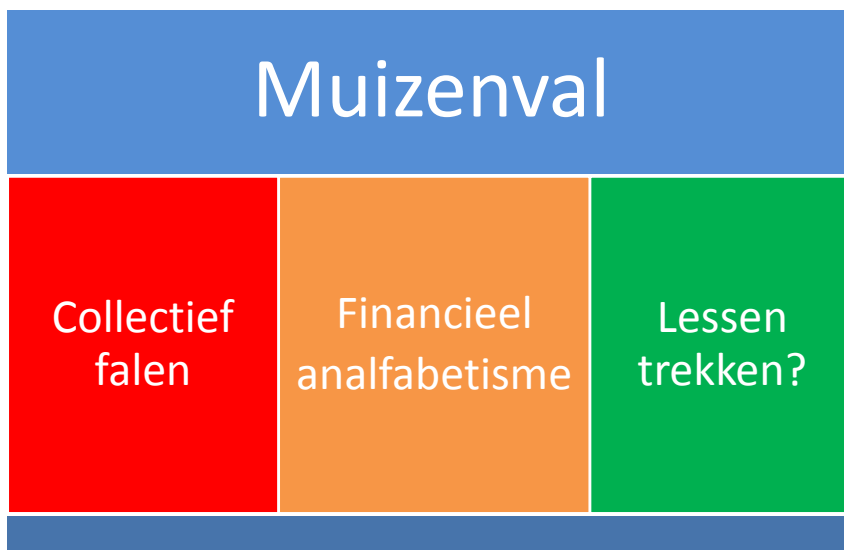 Muizenval
Collectief
falen
Financieel
analfabetisme
Lessen
trekken?